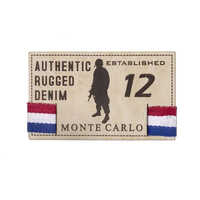 AUTHENTIC
RUGGED
DENIM
ESTABLISHED
12
MONTE CARLO